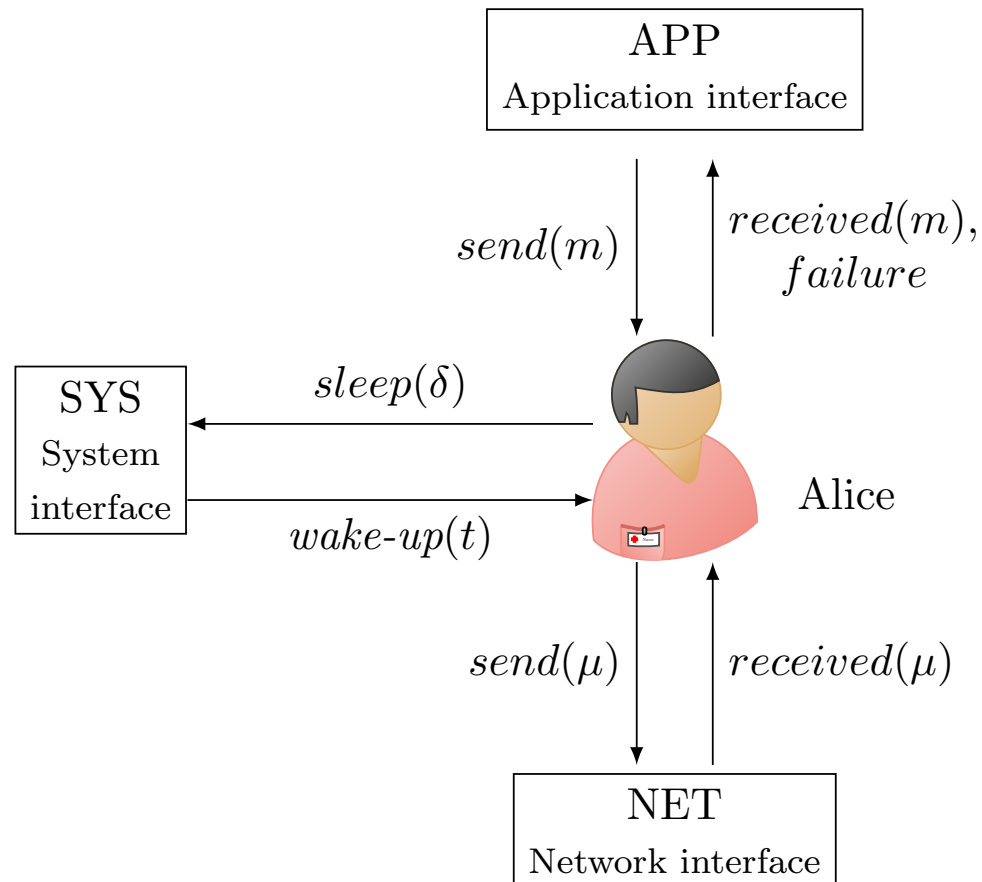 APP
Application interface
send(m)
received(m),
failure
SYS
System
interface
sleep(δ)
wake-up(t)
Alice
send(μ)
received(μ)
NET
Network interface